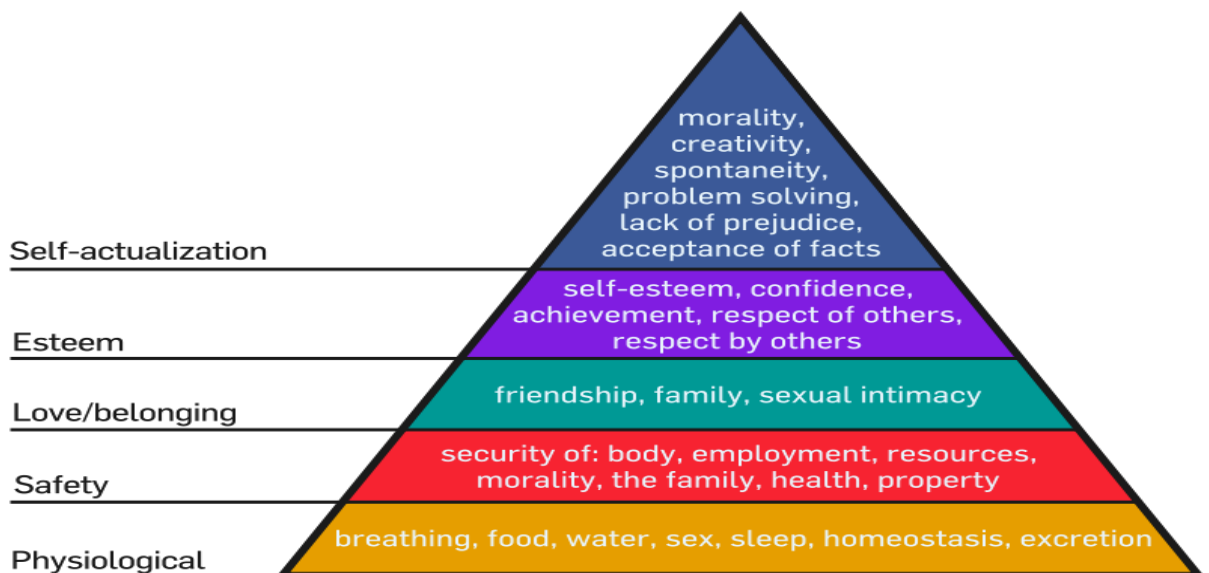 morality,
creativity,
spontaneity,
problem solving,
lack of prejudice,
acceptance of facts
Self-actualization
self-esteem, confidence,
achievement, respect of others,
respect by others
Esteem
friendship, family, sexual intimacy
Love/belonging
security of: body, employment, resources,
morality, the family, health, property
Safety
breathing, food, water, sex, sleep, homeostasis, excretion
Physiological